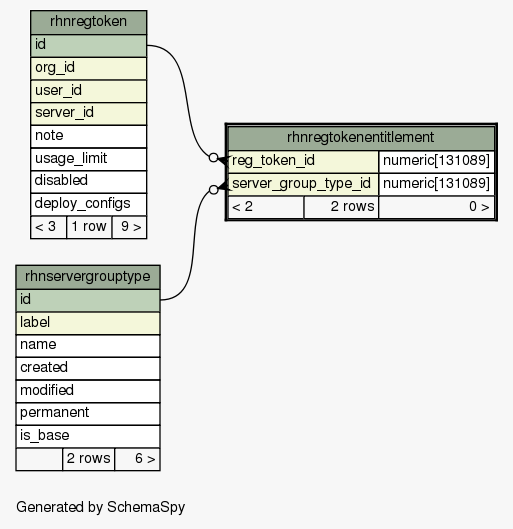 rhnregtoken
id
org_id
user_id
server_id
note
usage_limit
disabled
deploy_configs
< 3 1 row 9 >
rhnregtokenentitlement
reg_token_id numeric[131089]
server_group_type_id numeric[131089]
< 2 2 rows 0 >
rhnservergrouptype
id
label
name
created
modified
permanent
is_base
2 rows 6 >
Generated by SchemaSpy